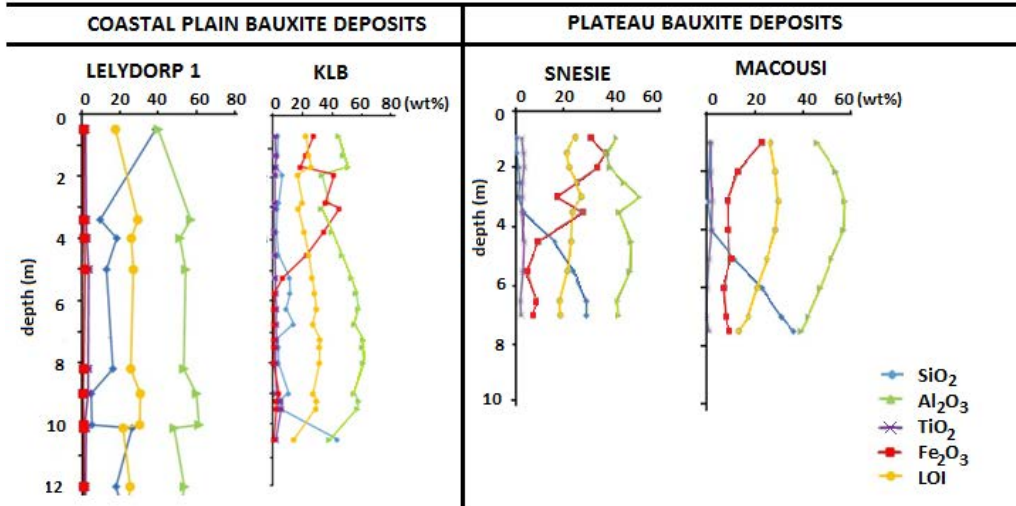 COASTAL PLAIN BAUXITE DEPOSITS
PLATEAU BAUXITE DEPOSITS
LELYDORP 1
0 20 40 60 80
0
2
4
6
8
10
12
depth (m)
KLB
0 20 40 60 80 (wt%)
SNESIE
0 20 40 60
0
2
4
6
8
10
depth (m)
MACOUSI
0 20 40 60 (wt%)
SiO₂
Al₂O₃
TiO₂
Fe₂O₃
LOI